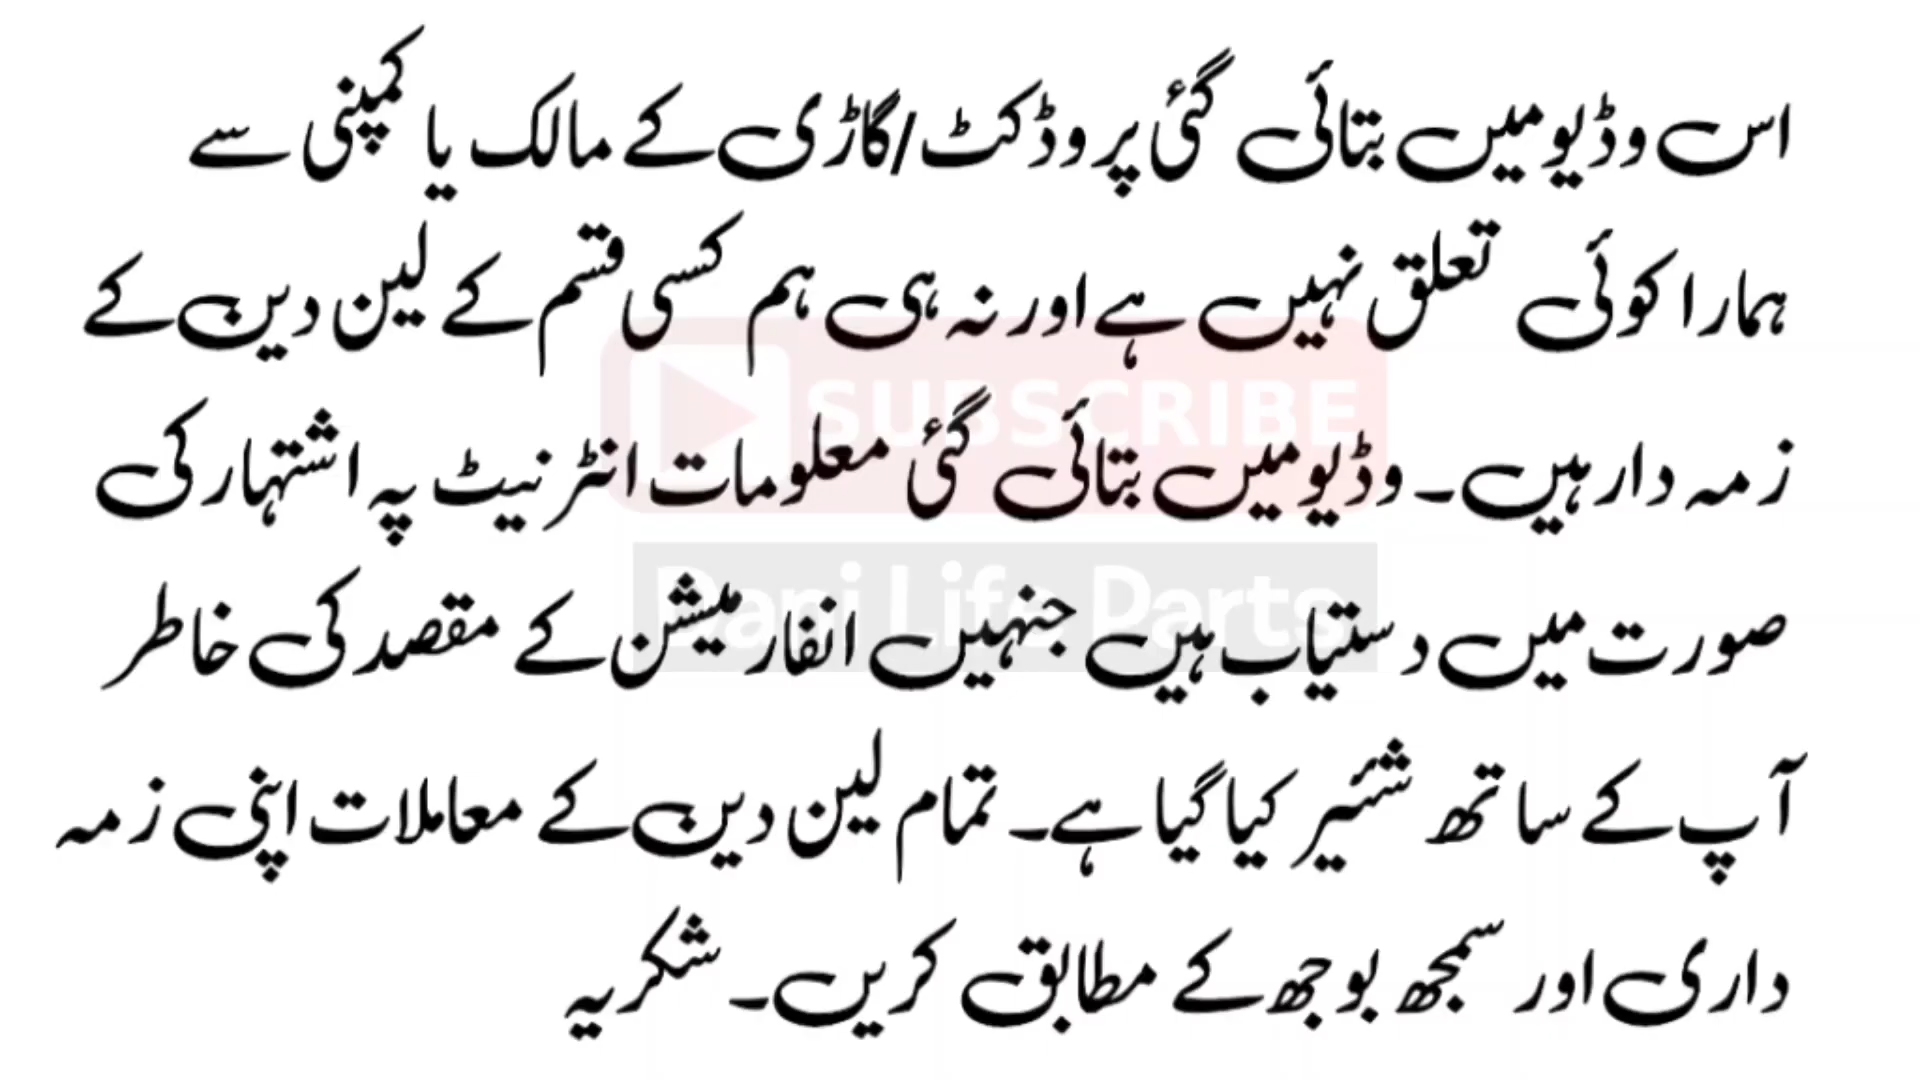 اس وڈیو میں بتائی گئی پروڈکٹ/گاڑی کے مالک یا کمپنی سے
ہمارا کوئی تعلق نہیں ہے اور نہ ہی ہم کسی قسم کے لین دین کے
زمہ دار ہیں۔ وڈیو میں بتائی گئی معلومات انٹرنیٹ پہ اشتہار کی
صورت میں دستیاب ہیں جنہیں انفارمیشن کے مقصد کی خاطر
آپ کے ساتھ شئیر کیا گیا ہے۔ تمام لین دین کے معاملات اپنی زمہ
داری اور سمجھ بوجھ کے مطابق کریں۔ شکریہ
SUBSCRIBE
Dani Life Parts